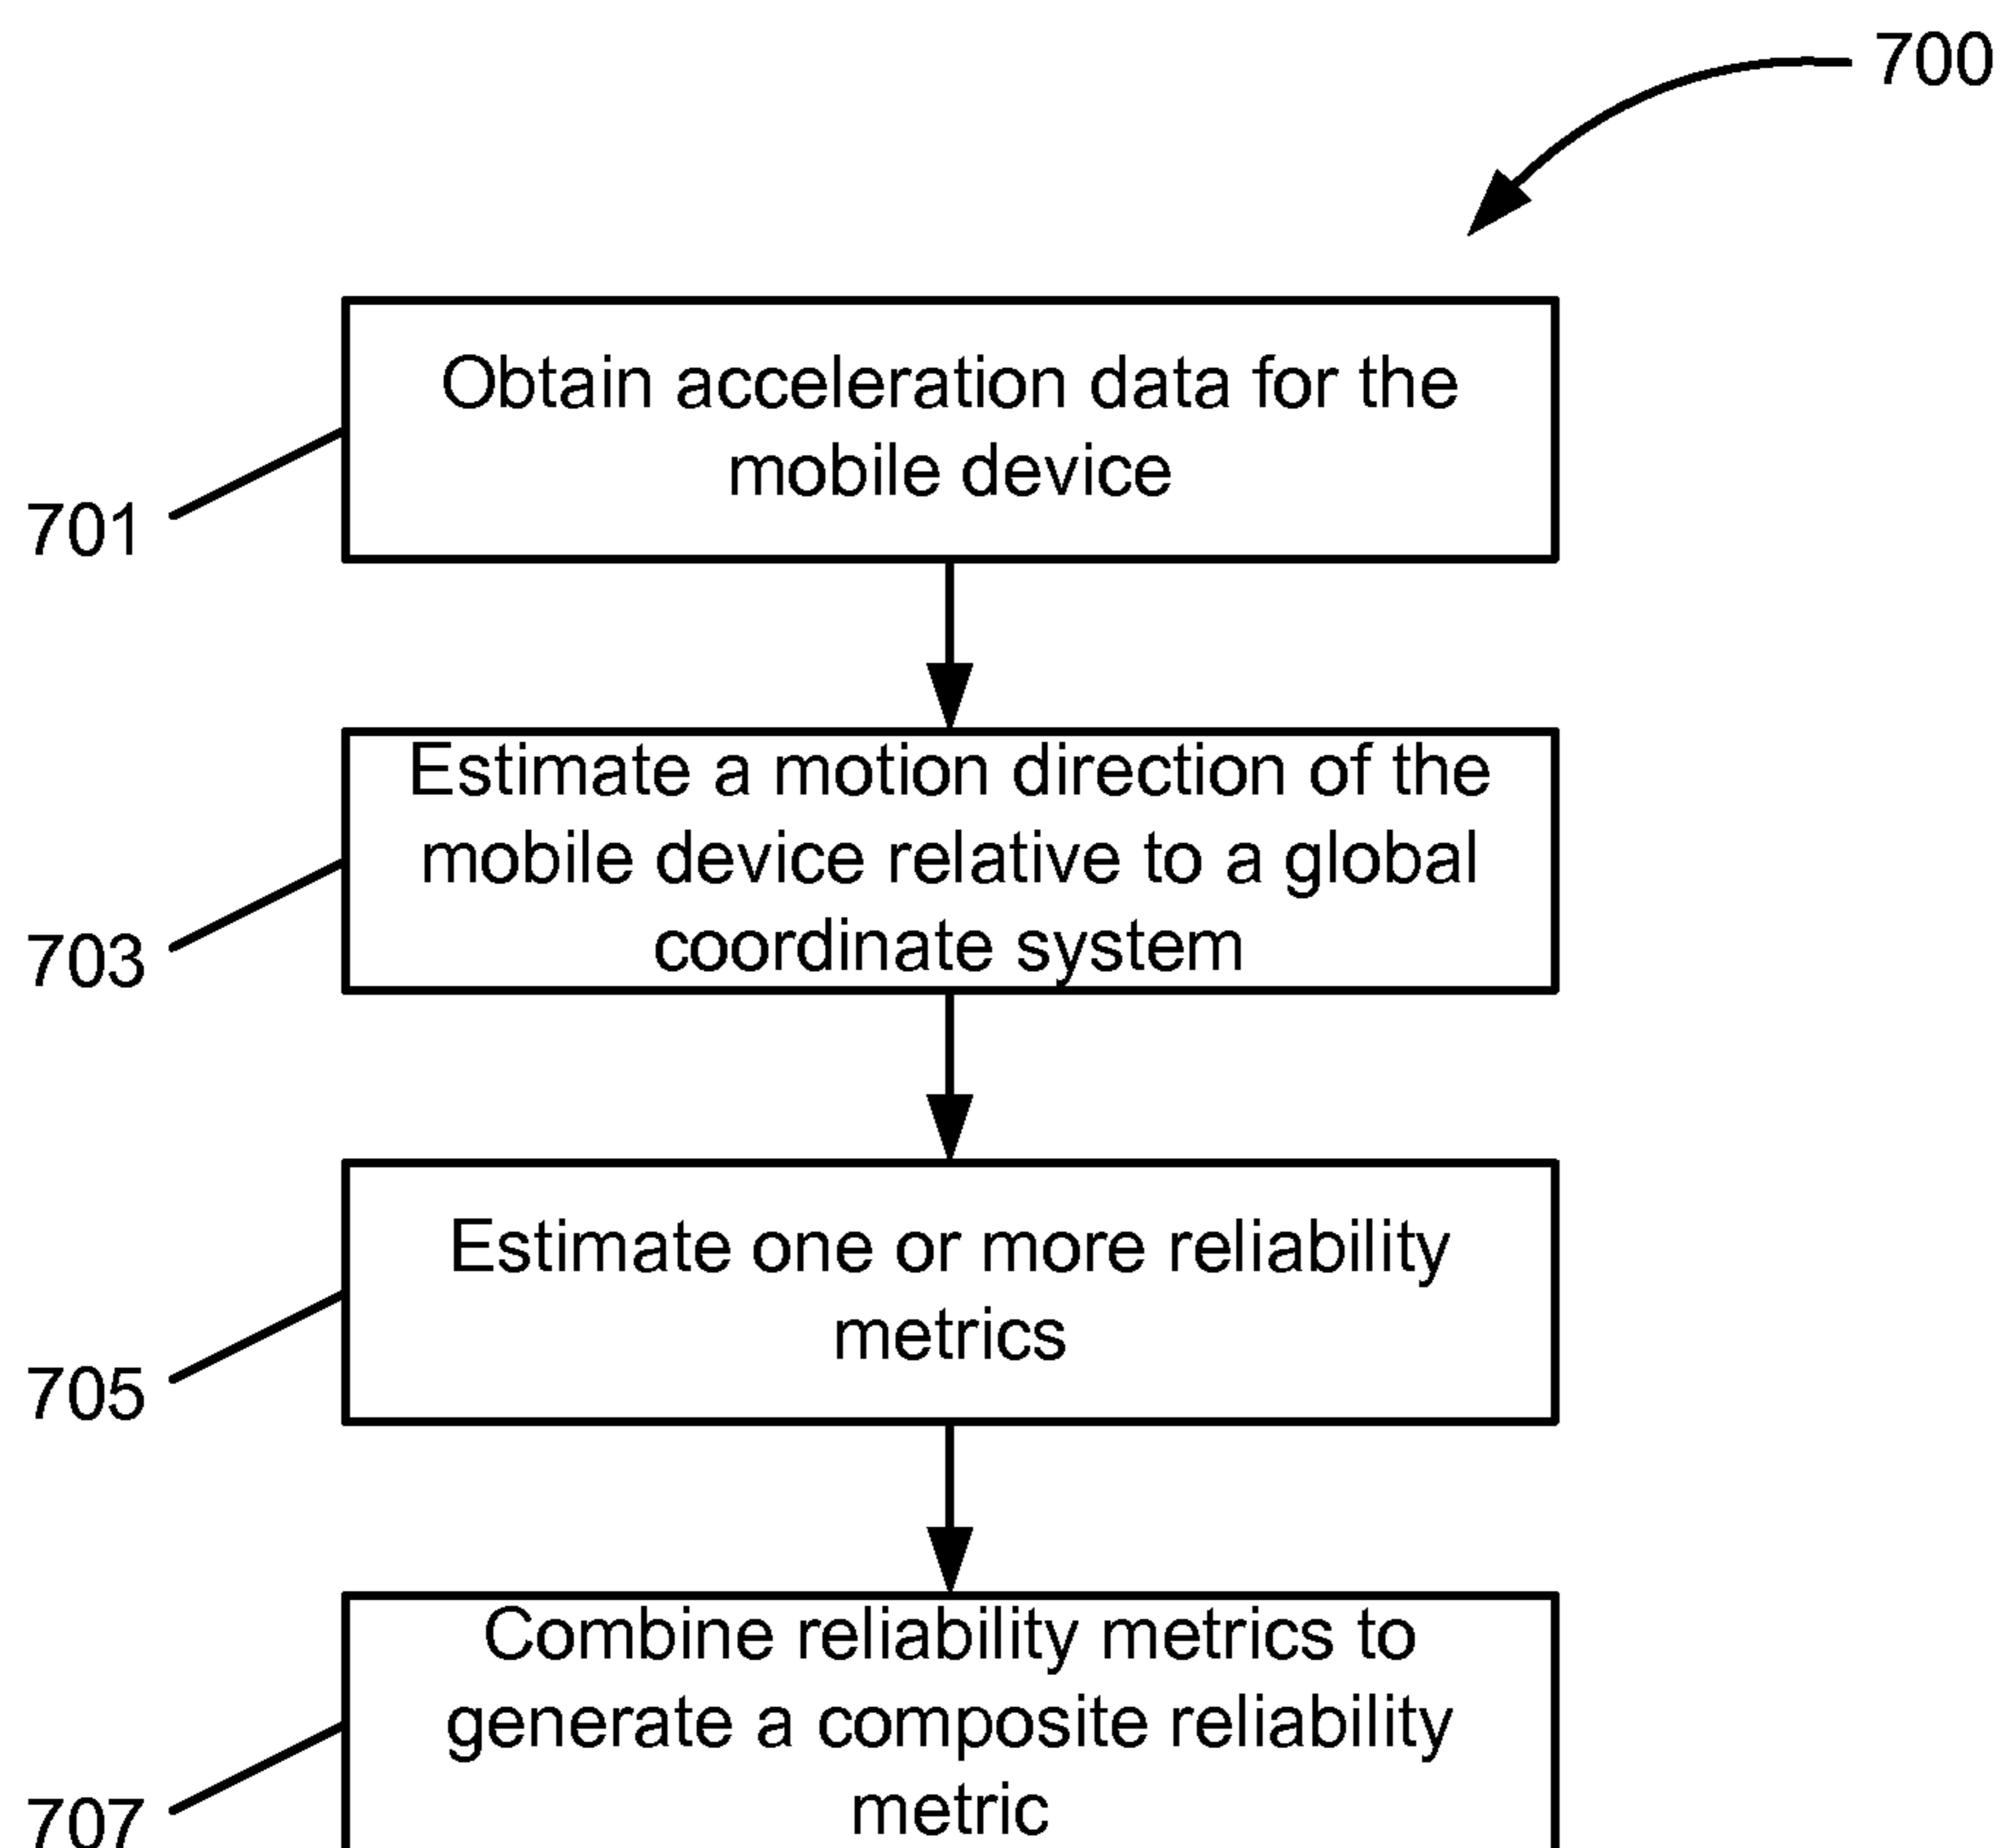 700
Obtain acceleration data for the
mobile device
701
Estimate a motion direction of the
mobile device relative to a global
coordinate system
703
Estimate one or more reliability
metrics
705
Combine reliability metrics to
generate a composite reliability
metric
707